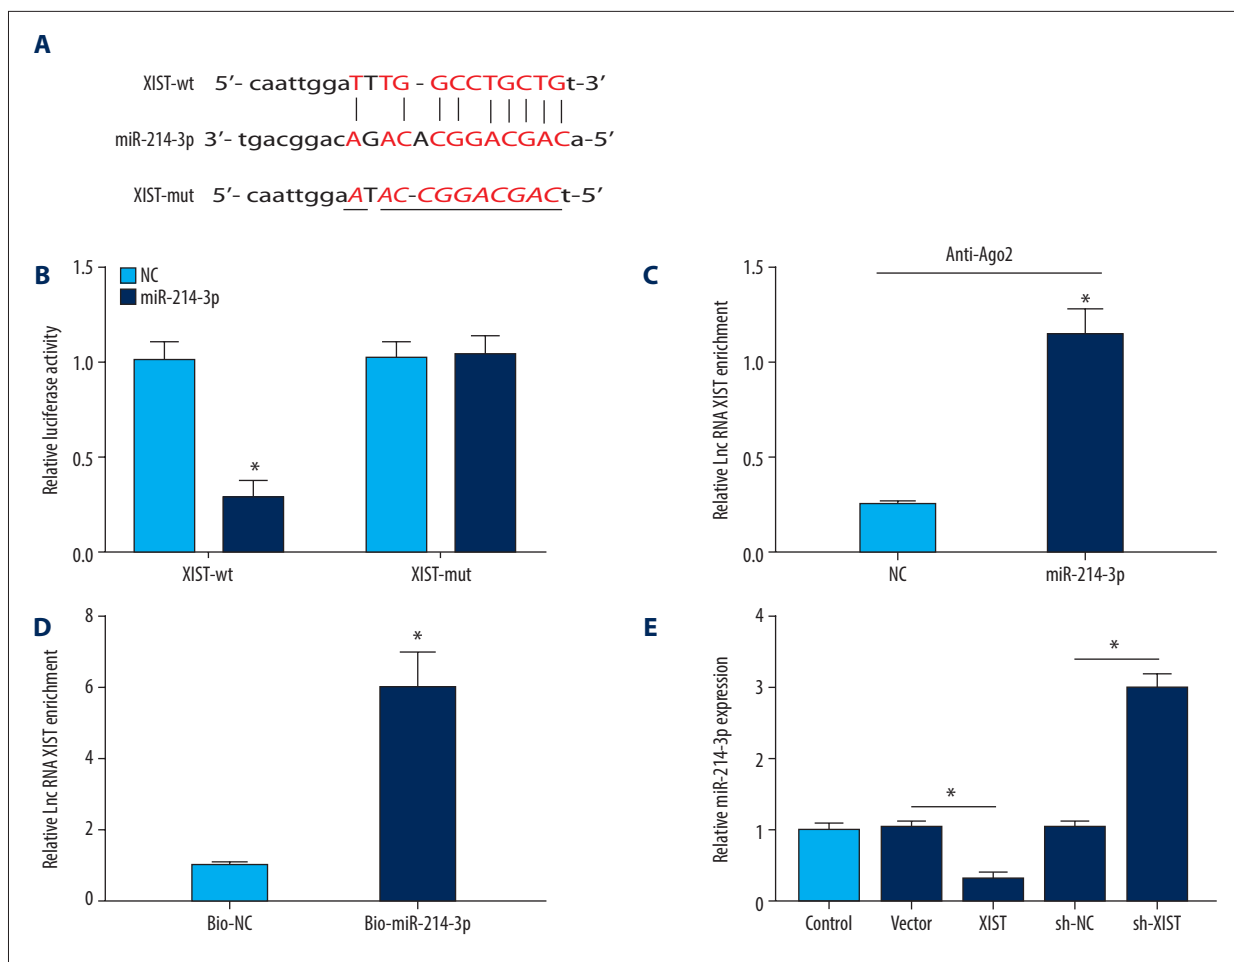 A
XIST-wt 5′- caattggaTTTG - GCCTGCTGt-3′
miR-214-3p 3′- tgacggacAGACACGGACGACa-5′
XIST-mut 5′- caattggaATAC-CGGACGACt-5′
B
NC
miR-214-3p
Relative luciferase activity
1.5
1.0
0.5
0.0
*
XIST-wt XIST-mut
C
Anti-Ago2
Relative Lnc RNA XIST enrichment
1.5
1.0
0.5
0.0
*
NC miR-214-3p
D
Relative Lnc RNA XIST enrichment
8
6
4
2
0
*
Bio-NC Bio-miR-214-3p
E
Relative miR-214-3p expression
4
3
2
1
0
*
*
Control Vector XIST sh-NC sh-XIST